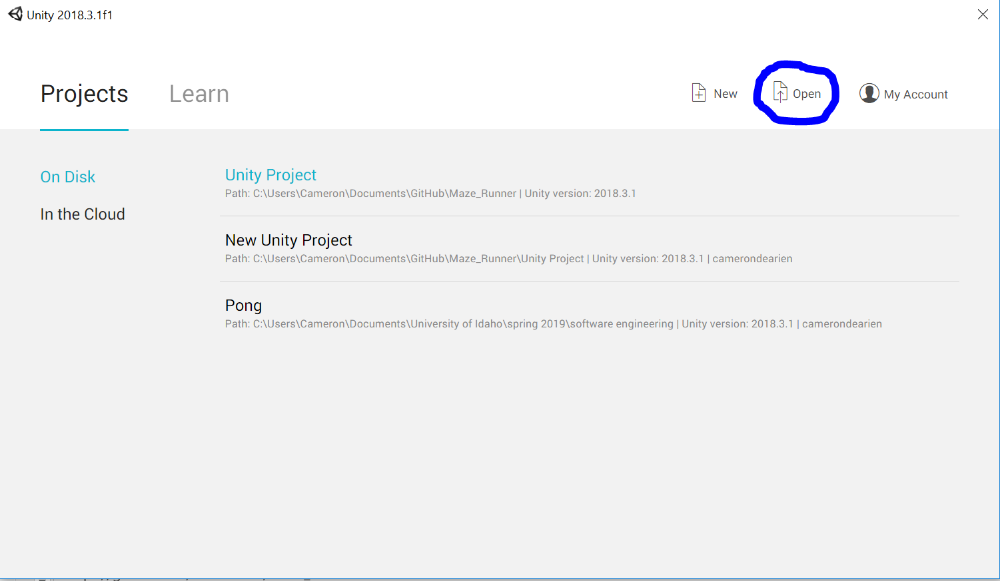 Unity 2018.3.1f1
Projects Learn New Open My Account
On Disk
In the Cloud
Unity Project
Path: C:\Users\Cameron\Documents\GitHub\Maze_Runner | Unity version: 2018.3.1
New Unity Project
Path: C:\Users\Cameron\Documents\GitHub\Maze_Runner\Unity Project | Unity version: 2018.3.1 | camerondearien
Pong
Path: C:\Users\Cameron\Documents\University of Idaho\spring 2019\software engineering | Unity version: 2018.3.1 | camerondearien